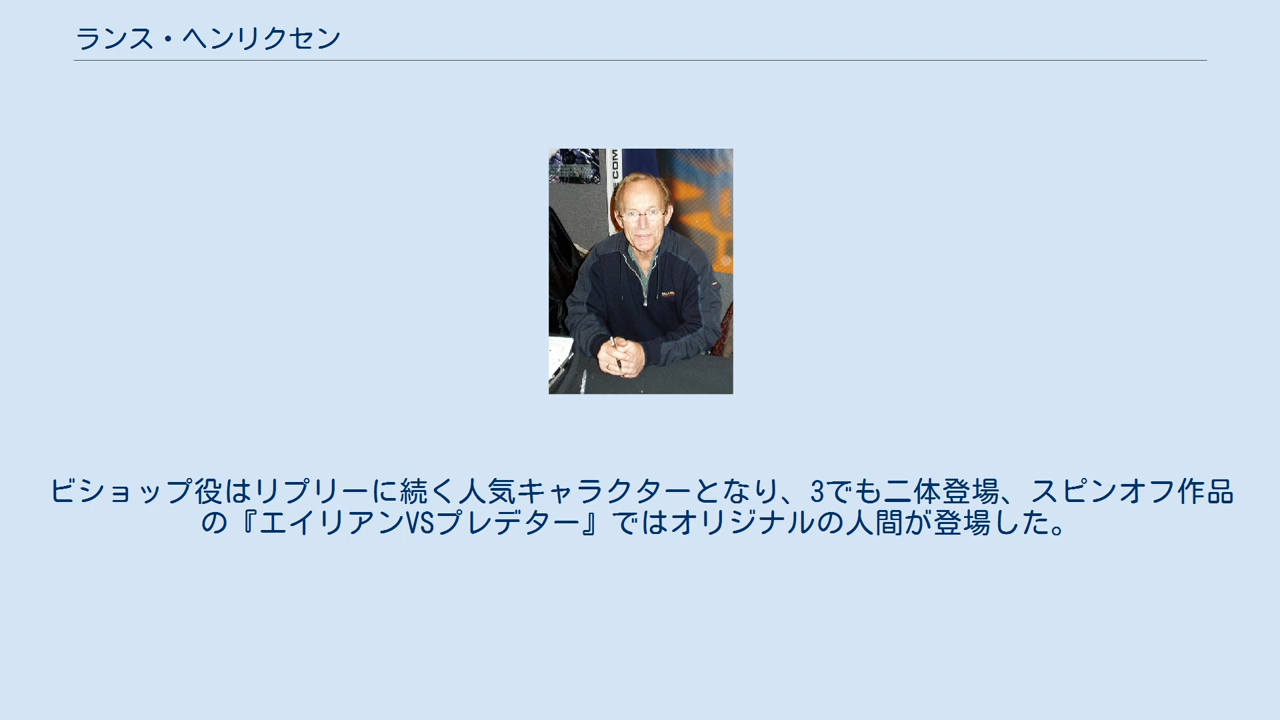 ランス・ヘンリクセン
E COM
ビショップ役はリプリーに続く人気キャラクターとなり、3でも二体登場、スピンオフ作品
の『エイリアンVSプレデター』ではオリジナルの人間が登場した。